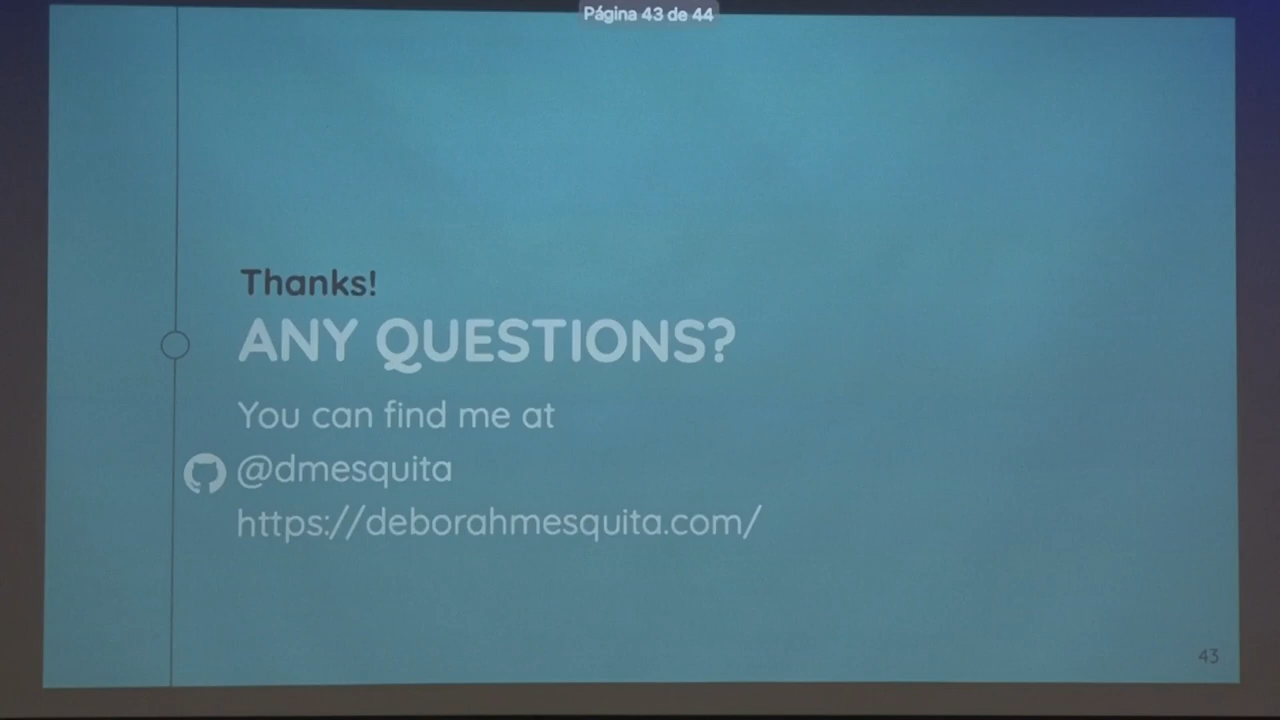 Página 43 de 44
Thanks!
ANY QUESTIONS?
You can find me at
@dmesquita
https://deborahmesquita.com/
43